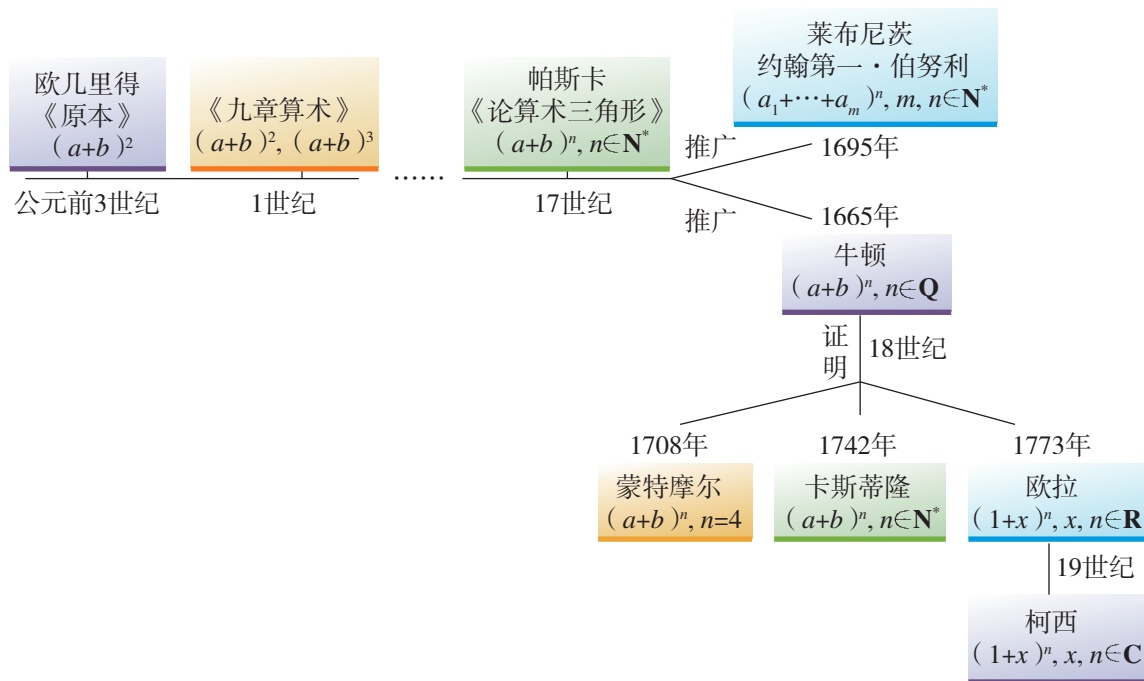 欧几里得
《原本》
(a+b)²
公元前3世纪
《九章算术》
(a+b)², (a+b)³
1世纪
……
帕斯卡
《论算术三角形》
(a+b)ⁿ, n∈N*
17世纪
推广
莱布尼茨
约翰第一·伯努利
(a₁+⋯+aₘ)ⁿ, m, n∈N*
1695年
推广
1665年
牛顿
(a+b)ⁿ, n∈Q
证明
18世纪
1708年
蒙特摩尔
(a+b)ⁿ, n=4
1742年
卡斯蒂隆
(a+b)ⁿ, n∈N*
1773年
欧拉
(1+x)ⁿ, x, n∈R
19世纪
柯西
(1+x)ⁿ, x, n∈C